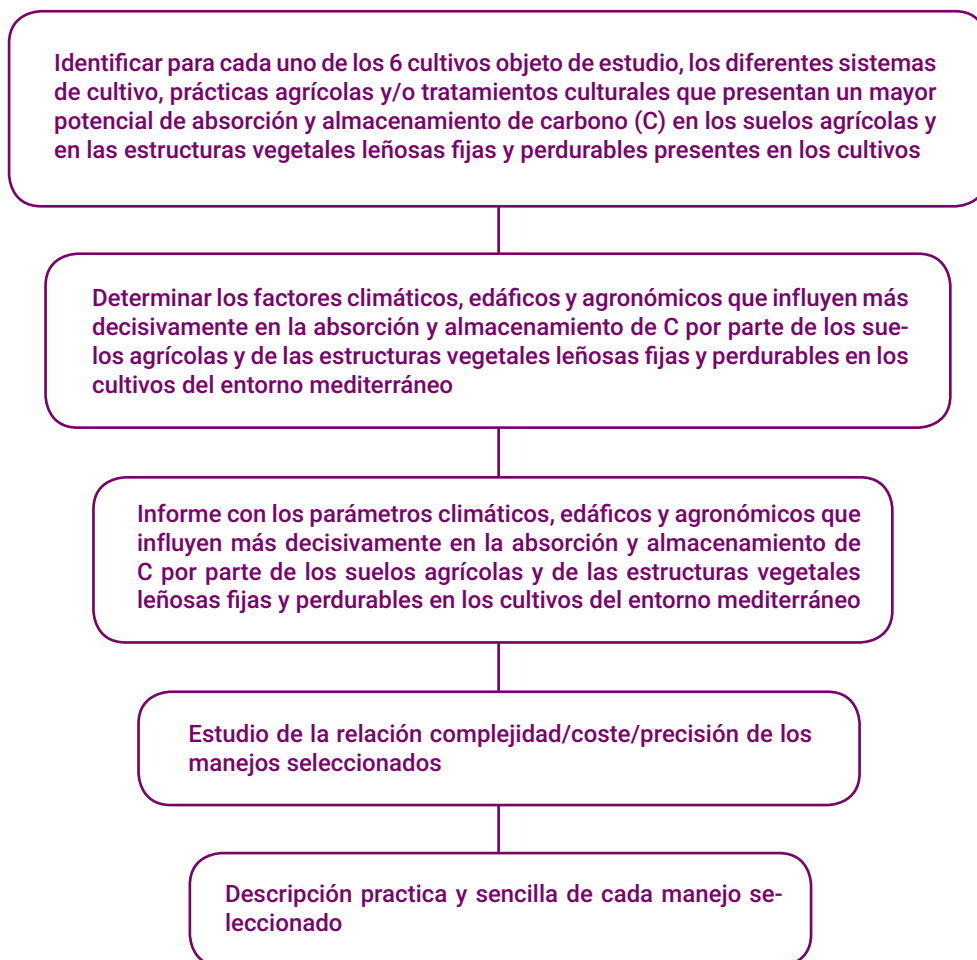 Identificar para cada uno de los 6 cultivos objeto de estudio, los diferentes sistemas
de cultivo, prácticas agrícolas y/o tratamientos culturales que presentan un mayor
potencial de absorción y almacenamiento de carbono (C) en los suelos agrícolas y
en las estructuras vegetales leñosas fijas y perdurables presentes en los cultivos
Determinar los factores climáticos, edáficos y agronómicos que influyen más
decisivamente en la absorción y almacenamiento de C por parte de los sue-
los agrícolas y de las estructuras vegetales leñosas fijas y perdurables en los
cultivos del entorno mediterráneo
Informe con los parámetros climáticos, edáficos y agronómicos que
influyen más decisivamente en la absorción y almacenamiento de
C por parte de los suelos agrícolas y de las estructuras vegetales
leñosas fijas y perdurables en los cultivos del entorno mediterráneo
Estudio de la relación complejidad/coste/precisión de los
manejos seleccionados
Descripción practica y sencilla de cada manejo se-
leccionado